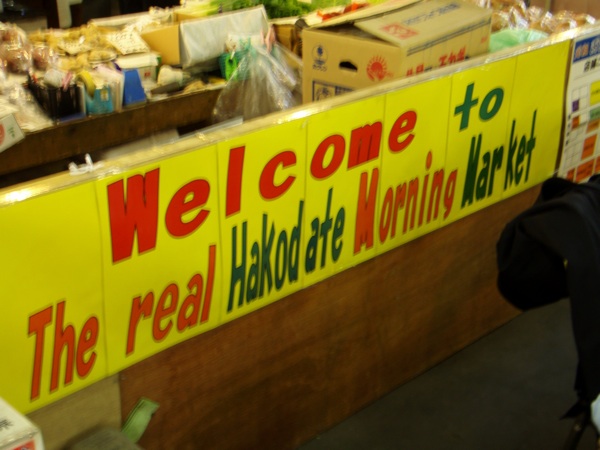 Welcome to
The real Hakodate Morning Market